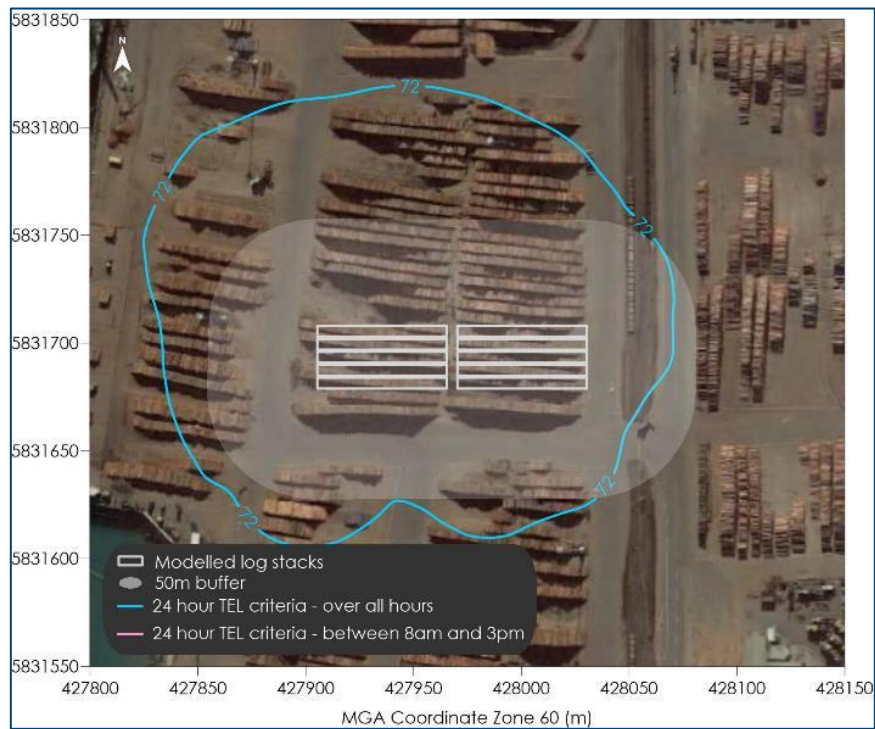 5831850
N
72
5831800
72
5831750
72
5831700
5831650
72
72
5831600
Modelled log stacks
50m buffer
24 hour TEL criteria - over all hours
24 hour TEL criteria - between 8am and 3pm
5831550
427800 427850 427900 427950 428000 428050 428100 428150
MGA Coordinate Zone 60 (m)